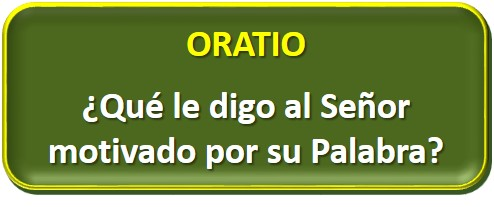 ORATIO
¿Qué le digo al Señor
motivado por su Palabra?